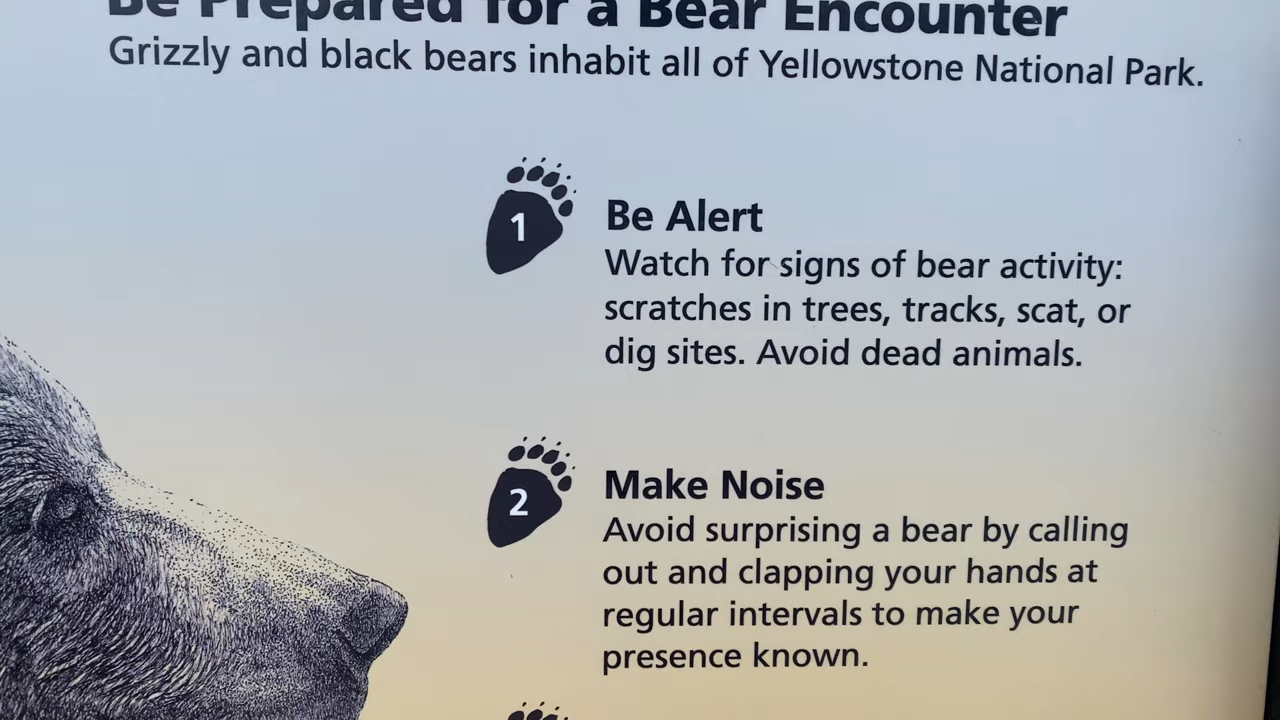 Be Prepared for a Bear Encounter
Grizzly and black bears inhabit all of Yellowstone National Park.
1
Be Alert
Watch for signs of bear activity:
scratches in trees, tracks, scat, or
dig sites. Avoid dead animals.
2
Make Noise
Avoid surprising a bear by calling
out and clapping your hands at
regular intervals to make your
presence known.